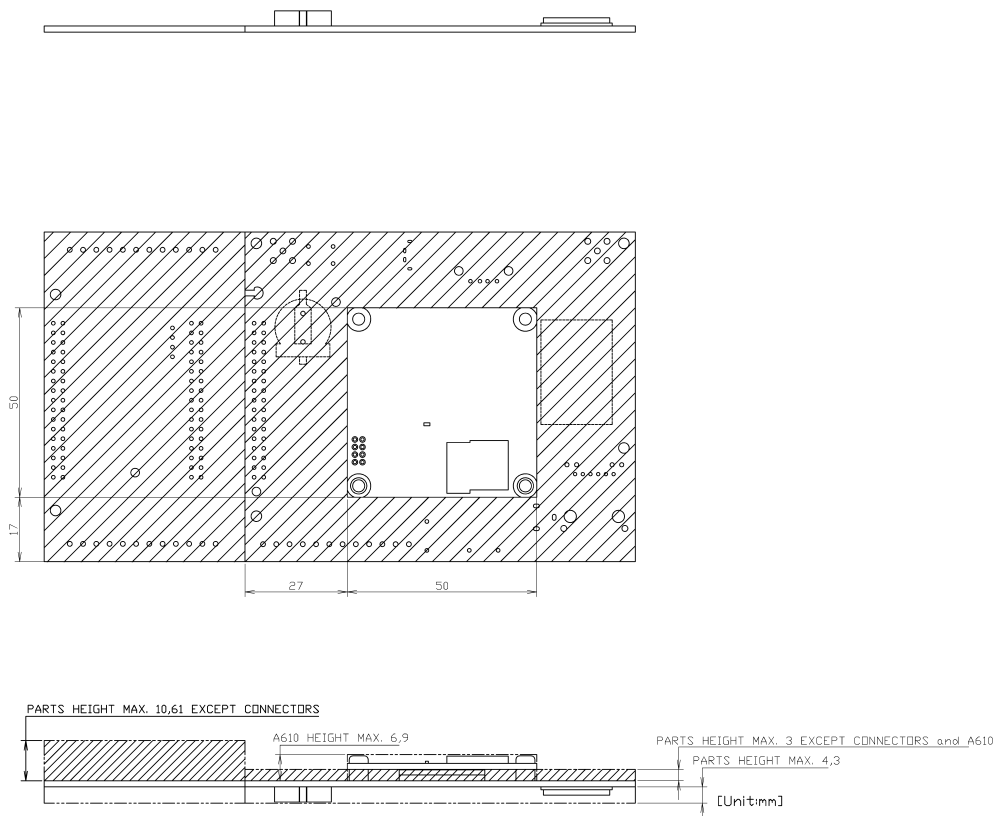 50
17
27
50
PARTS HEIGHT MAX. 10,61 EXCEPT CONNECTORS
A610 HEIGHT MAX. 6,9
PARTS HEIGHT MAX. 3 EXCEPT CONNECTORS and A610
PARTS HEIGHT MAX. 4,3
[Unit:mm]